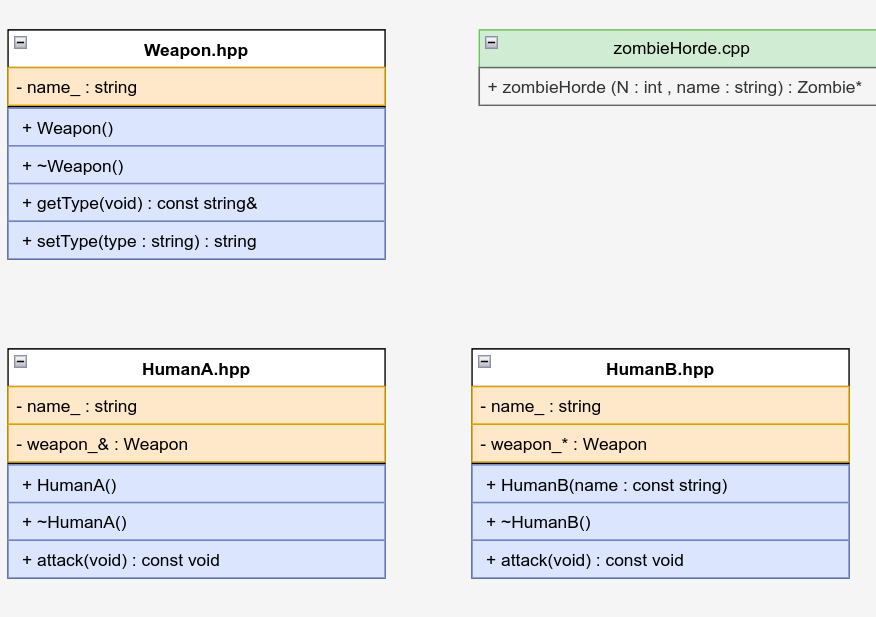 Weapon.hpp
- name_ : string
+ Weapon()
+ ~Weapon()
+ getType(void) : const string&
+ setType(type : string) : string
zombieHorde.cpp
+ zombieHorde (N : int , name : string) : Zombie*
HumanA.hpp
- name_ : string
- weapon_& : Weapon
+ HumanA()
+ ~HumanA()
+ attack(void) : const void
HumanB.hpp
- name_ : string
- weapon_* : Weapon
+ HumanB(name : const string)
+ ~HumanB()
+ attack(void) : const void